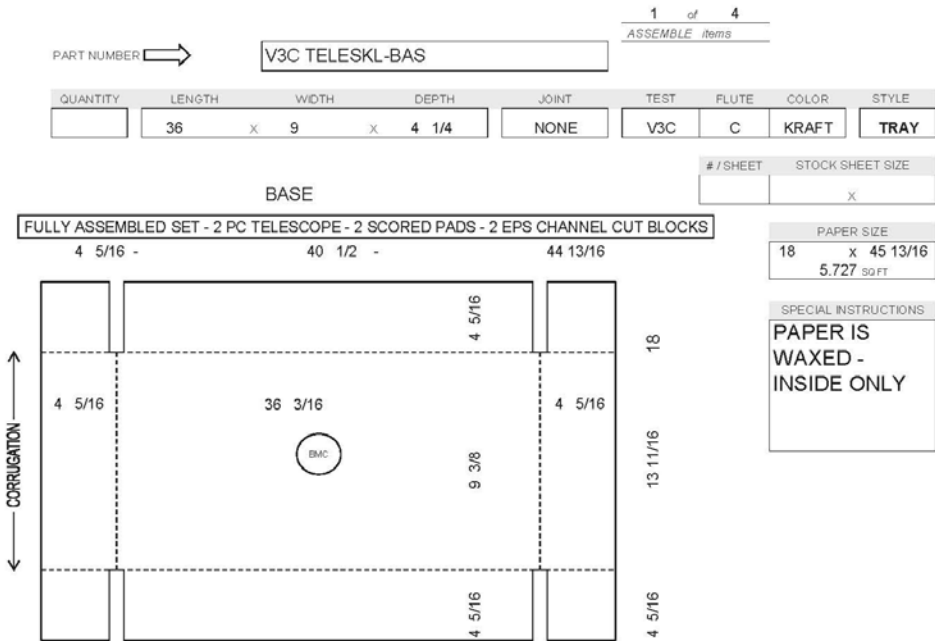 1 of 4
ASSEMBLE items
PART NUMBER
V3C TELESKL-BAS
QUANTITY LENGTH WIDTH DEPTH JOINT TEST FLUTE COLOR STYLE
36 x 9 x 4 1/4 NONE V3C C KRAFT TRAY
# / SHEET STOCK SHEET SIZE
x
BASE
FULLY ASSEMBLED SET - 2 PC TELESCOPE - 2 SCORED PADS - 2 EPS CHANNEL CUT BLOCKS
4 5/16 - 40 1/2 - 44 13/16
PAPER SIZE
18 x 45 13/16
5.727 SQ FT
SPECIAL INSTRUCTIONS
PAPER IS
WAXED -
INSIDE ONLY
4 5/16
18
4 5/16 36 3/16 4 5/16
BMC
CORRUGATION
9 3/8
13 11/16
4 5/16
4 5/16